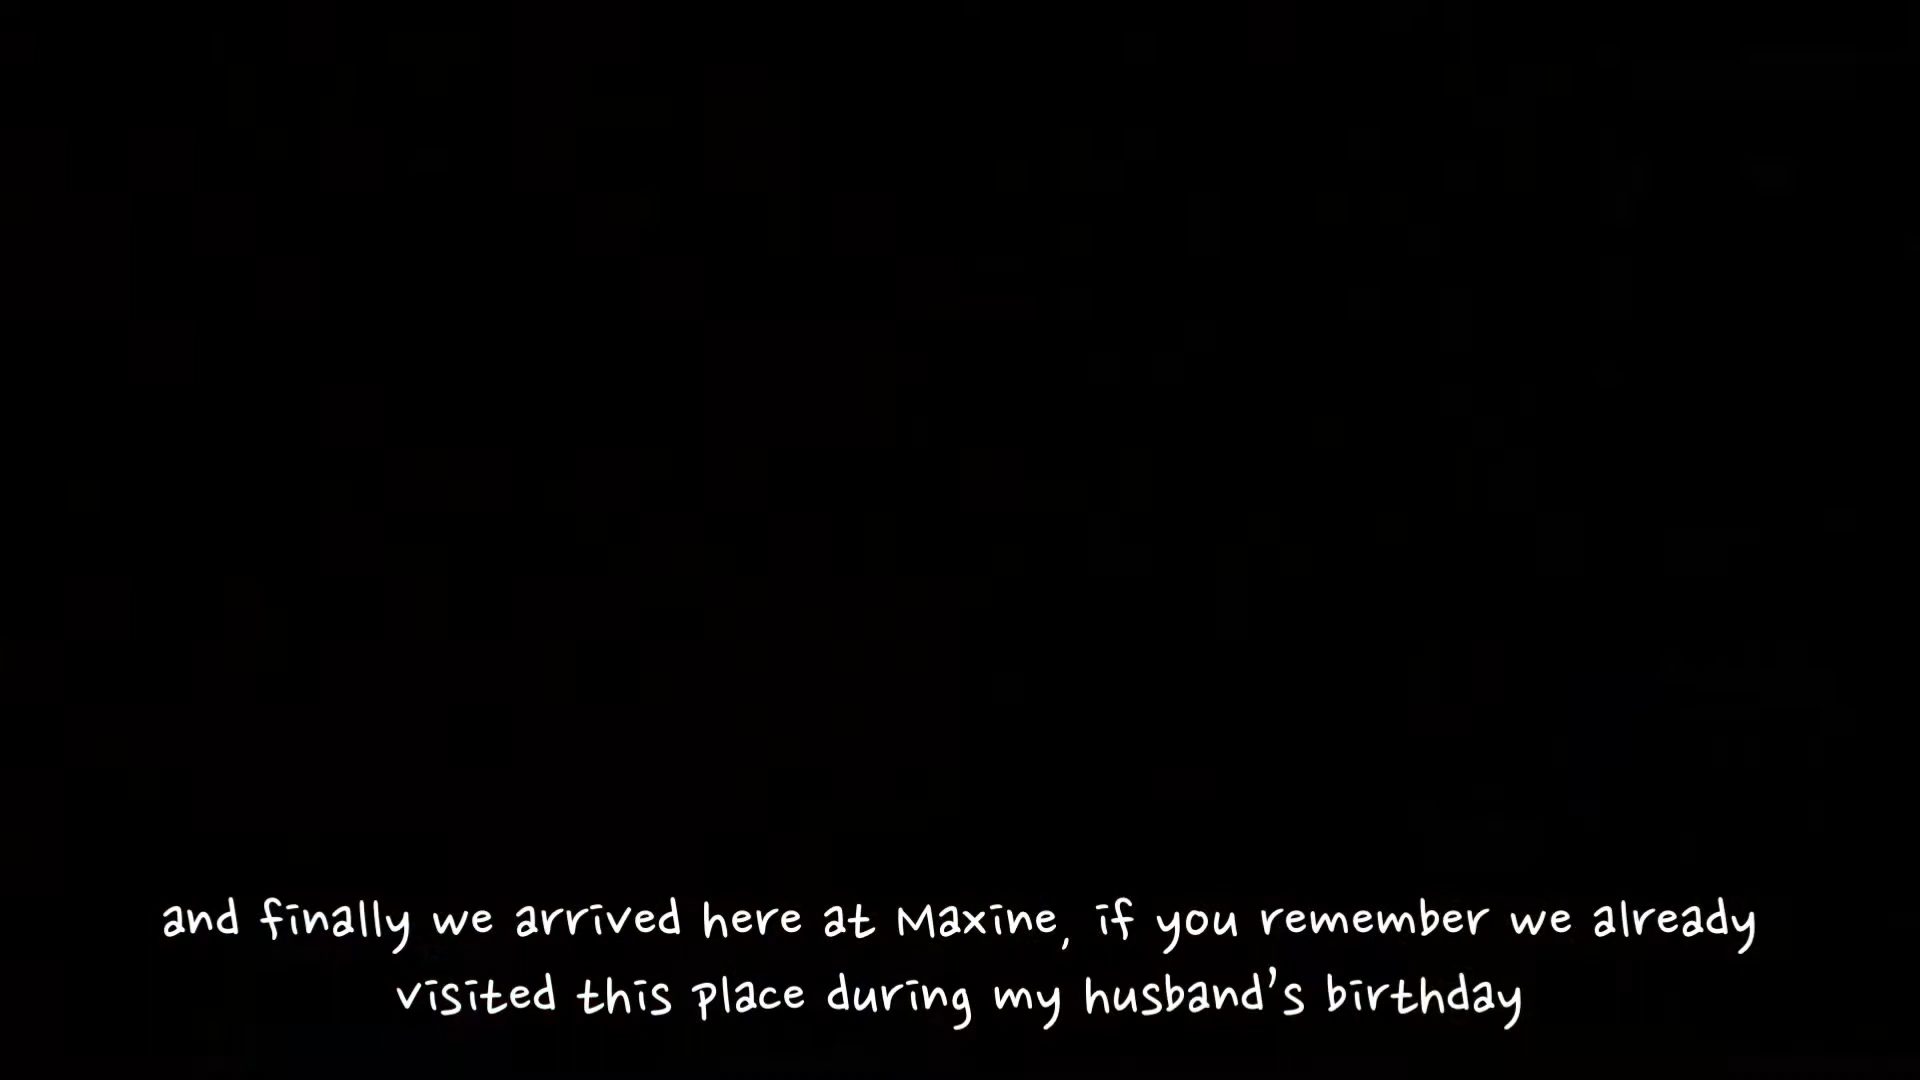 and finally we arrived here at Maxine, if you remember we already
visited this place during my husband's birthday